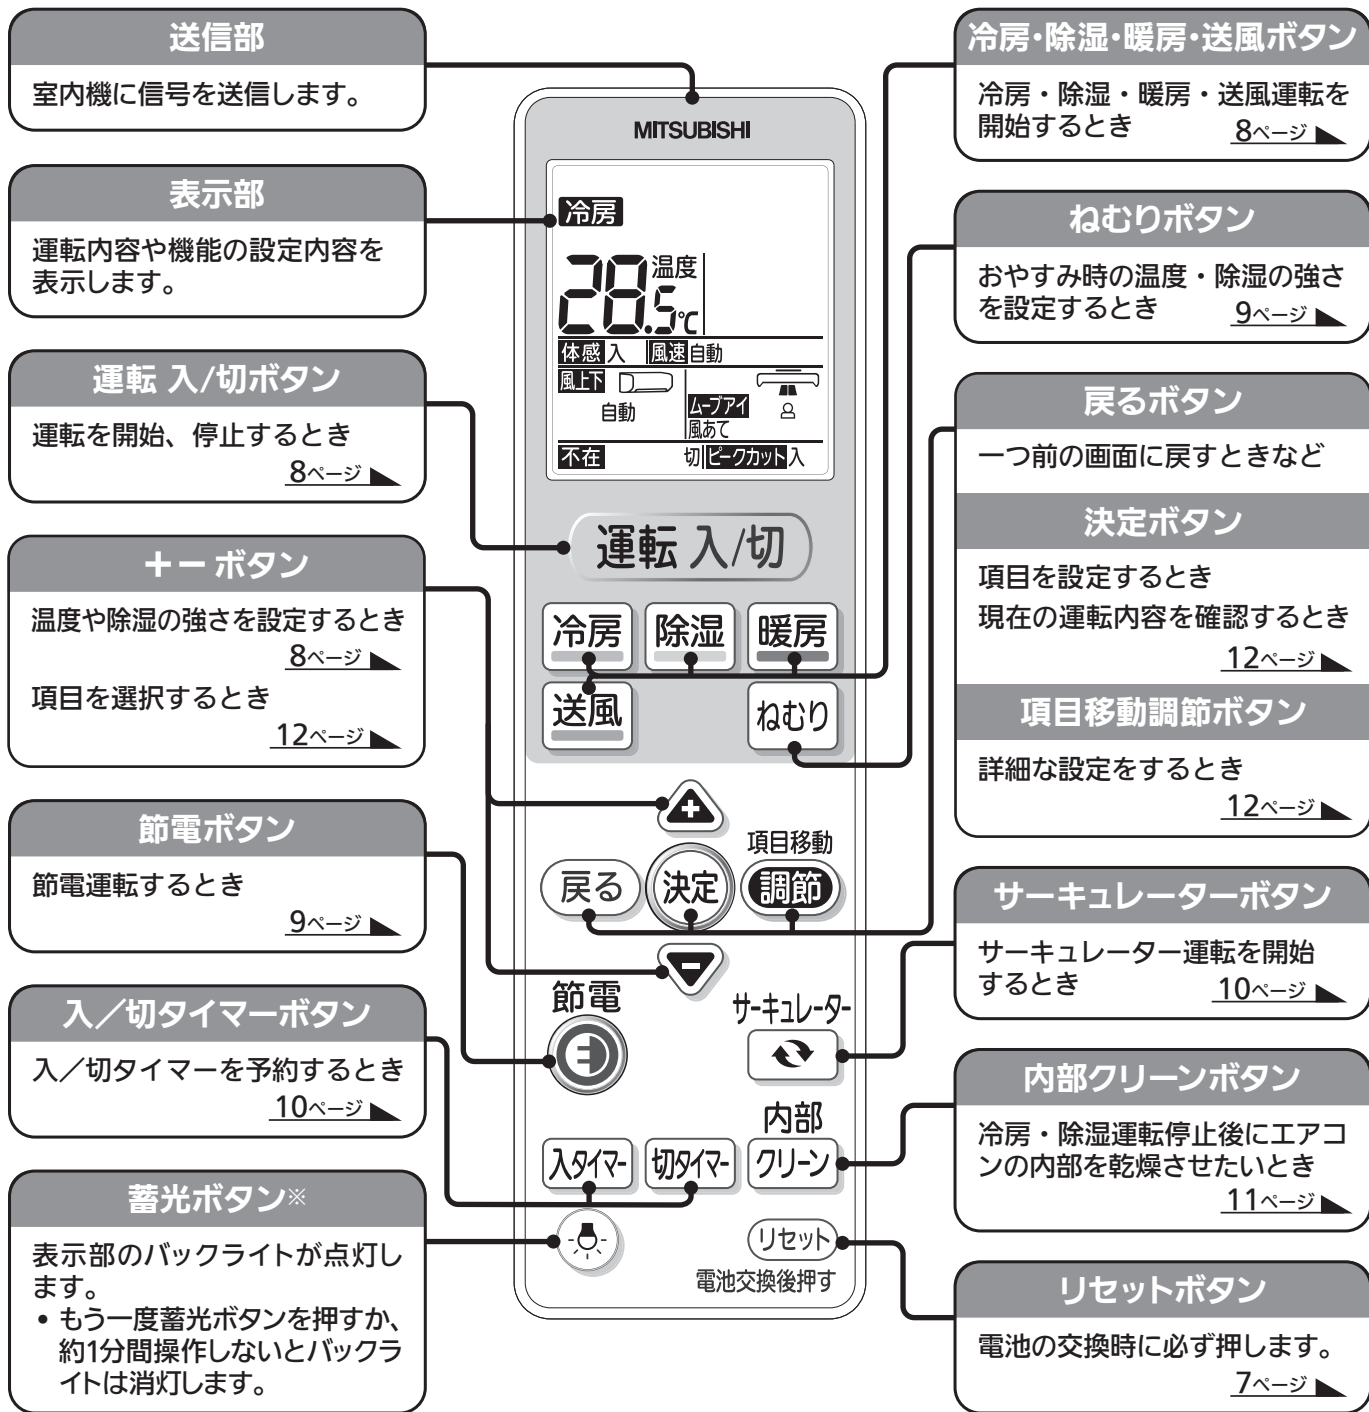 送信部
室内機に信号を送信します。
表示部
運転内容や機能の設定内容を
表示します。
運転 入/切ボタン
運転を開始、停止するとき
8ページ
＋－ ボタン
温度や除湿の強さを設定するとき
8ページ
項目を選択するとき
12ページ
節電ボタン
節電運転するとき
9ページ
入／切タイマーボタン
入／切タイマーを予約するとき
10ページ
蓄光ボタン※
表示部のバックライトが点灯し
ます。
• もう一度蓄光ボタンを押すか、
約1分間操作しないとバックラ
イトは消灯します。
MITSUBISHI
冷房
28.5℃ 温度
体感 入 風速 自動
風上下
自動
ムーブアイ
風あて
不在 切 ピークカット 入
運転 入/切
冷房 除湿 暖房
送風 ねむり
+
項目移動
戻る 決定 調節
-
節電
サーキュレーター
内部
入タイマー 切タイマー クリーン
リセット
電池交換後押す
冷房・除湿・暖房・送風ボタン
冷房・除湿・暖房・送風運転を
開始するとき 8ページ
ねむりボタン
おやすみ時の温度・除湿の強さ
を設定するとき 9ページ
戻るボタン
一つ前の画面に戻すときなど
決定ボタン
項目を設定するとき
現在の運転内容を確認するとき
12ページ
項目移動調節ボタン
詳細な設定をするとき
12ページ
サーキュレーターボタン
サーキュレーター運転を開始
するとき 10ページ
内部クリーンボタン
冷房・除湿運転停止後にエアコ
ンの内部を乾燥させたいとき
11ページ
リセットボタン
電池の交換時に必ず押します。
7ページ